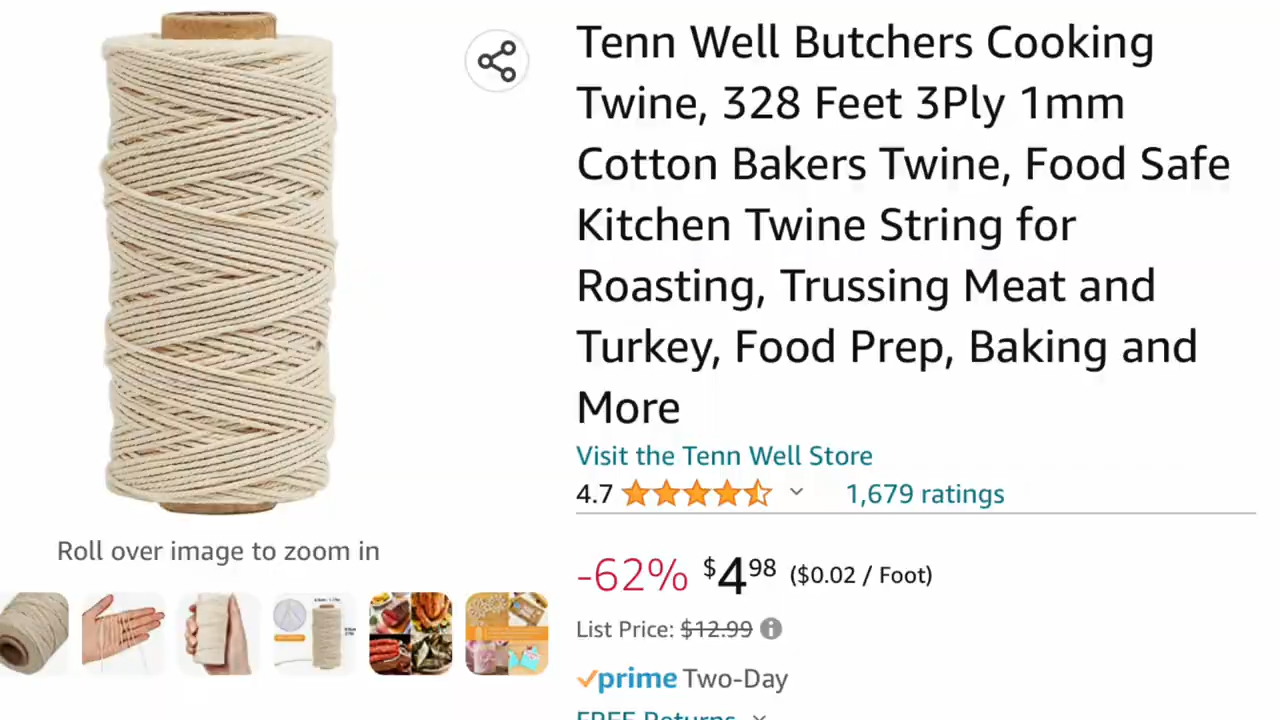 Tenn Well Butchers Cooking
Twine, 328 Feet 3Ply 1mm
Cotton Bakers Twine, Food Safe
Kitchen Twine String for
Roasting, Trussing Meat and
Turkey, Food Prep, Baking and
More
Visit the Tenn Well Store
4.7 1,679 ratings
-62% $4 98 ($0.02 / Foot)
List Price: $12.99
prime Two-Day
FREE Returns
Roll over image to zoom in